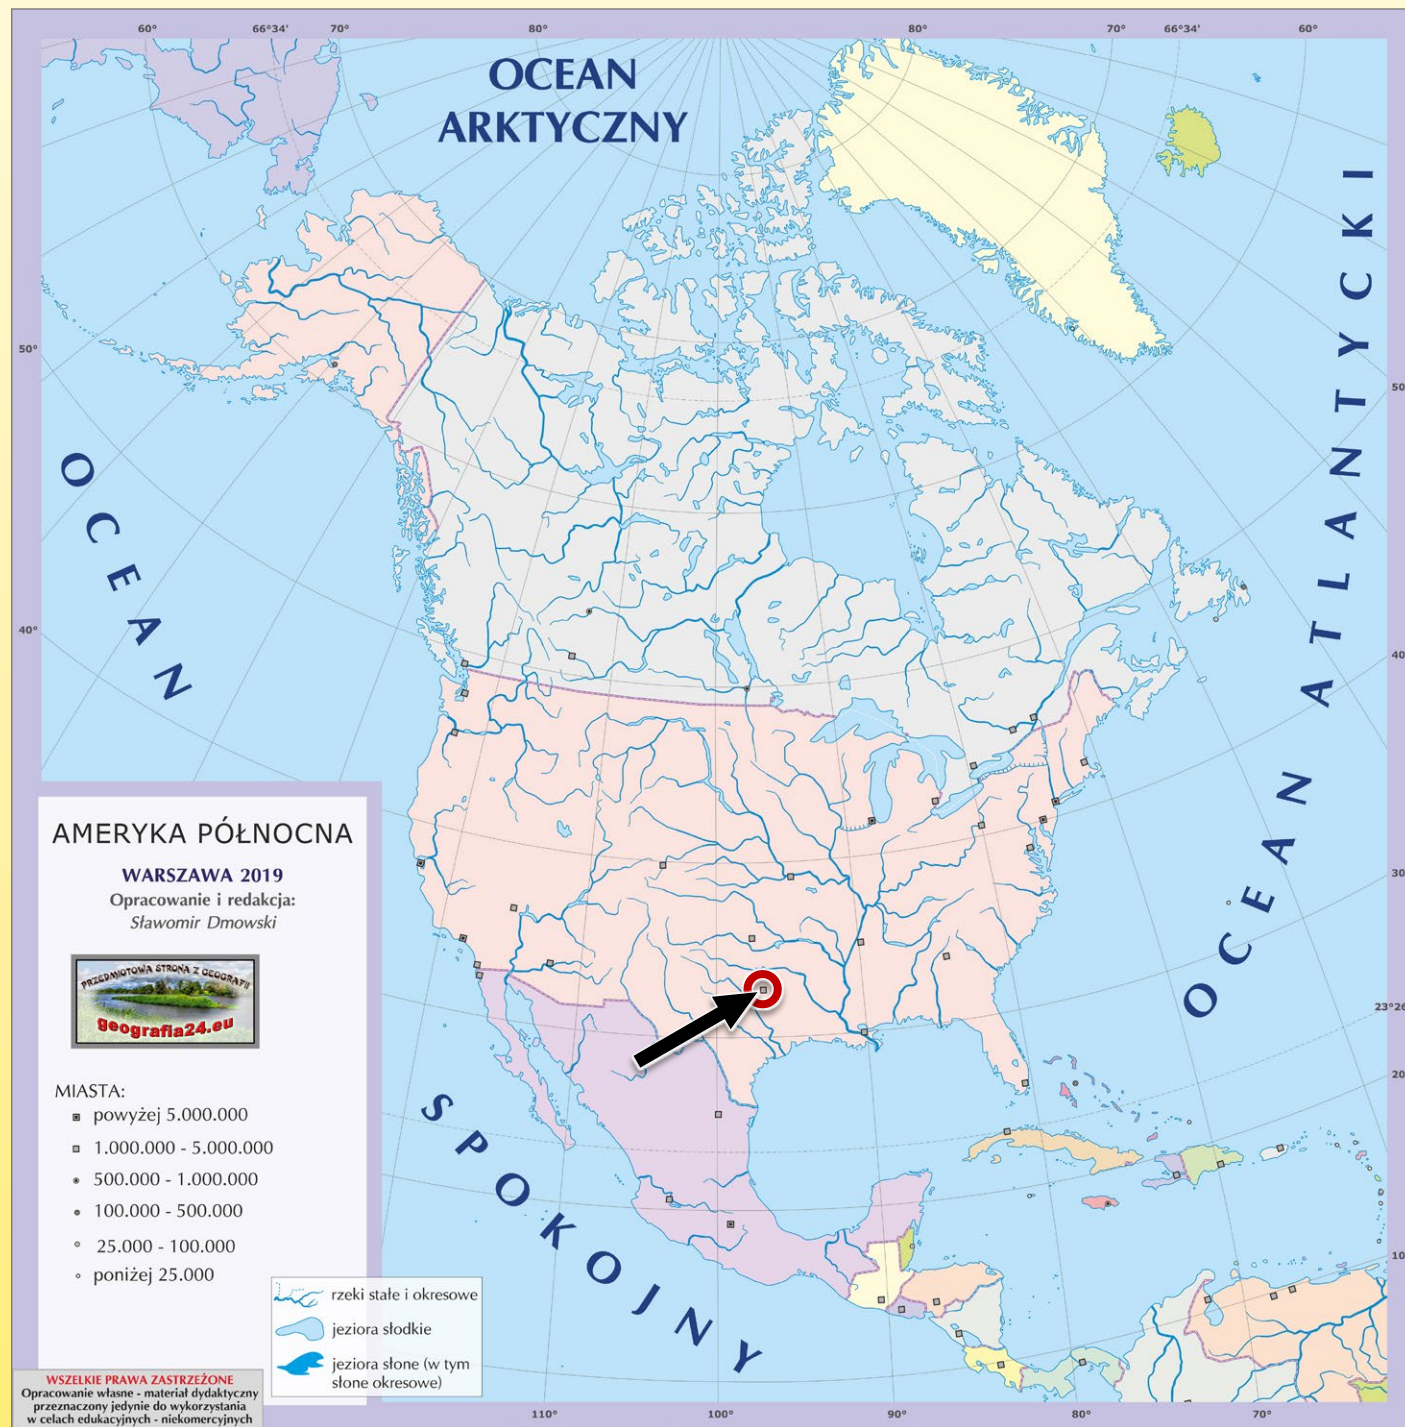 60°
66°34'
70°
80°
80°
70°
66°34'
60°
OCEAN
ARKTYCZNY
OCEAN ATLANTYCKI
50°
40°
OCEAN
SPOKOJNY
50
40
30
23°26
20
10
AMERYKA PÓŁNOCNA
WARSZAWA 2019
Opracowanie i redakcja:
Sławomir Dmowski
PRZEDMIOTOWA STRONA Z GEOGRAFII
geografia24.eu
MIASTA:
powyżej 5.000.000
1.000.000 - 5.000.000
500.000 - 1.000.000
100.000 - 500.000
25.000 - 100.000
poniżej 25.000
rzeki stałe i okresowe
jeziora słodkie
jeziora słone (w tym
słone okresowe)
WSZELKIE PRAWA ZASTRZEŻONE
Opracowanie własne - materiał dydaktyczny
przeznaczony jedynie do wykorzystania
w celach edukacyjnych - niekomercyjnych
110°
100°
90°
80°
70°